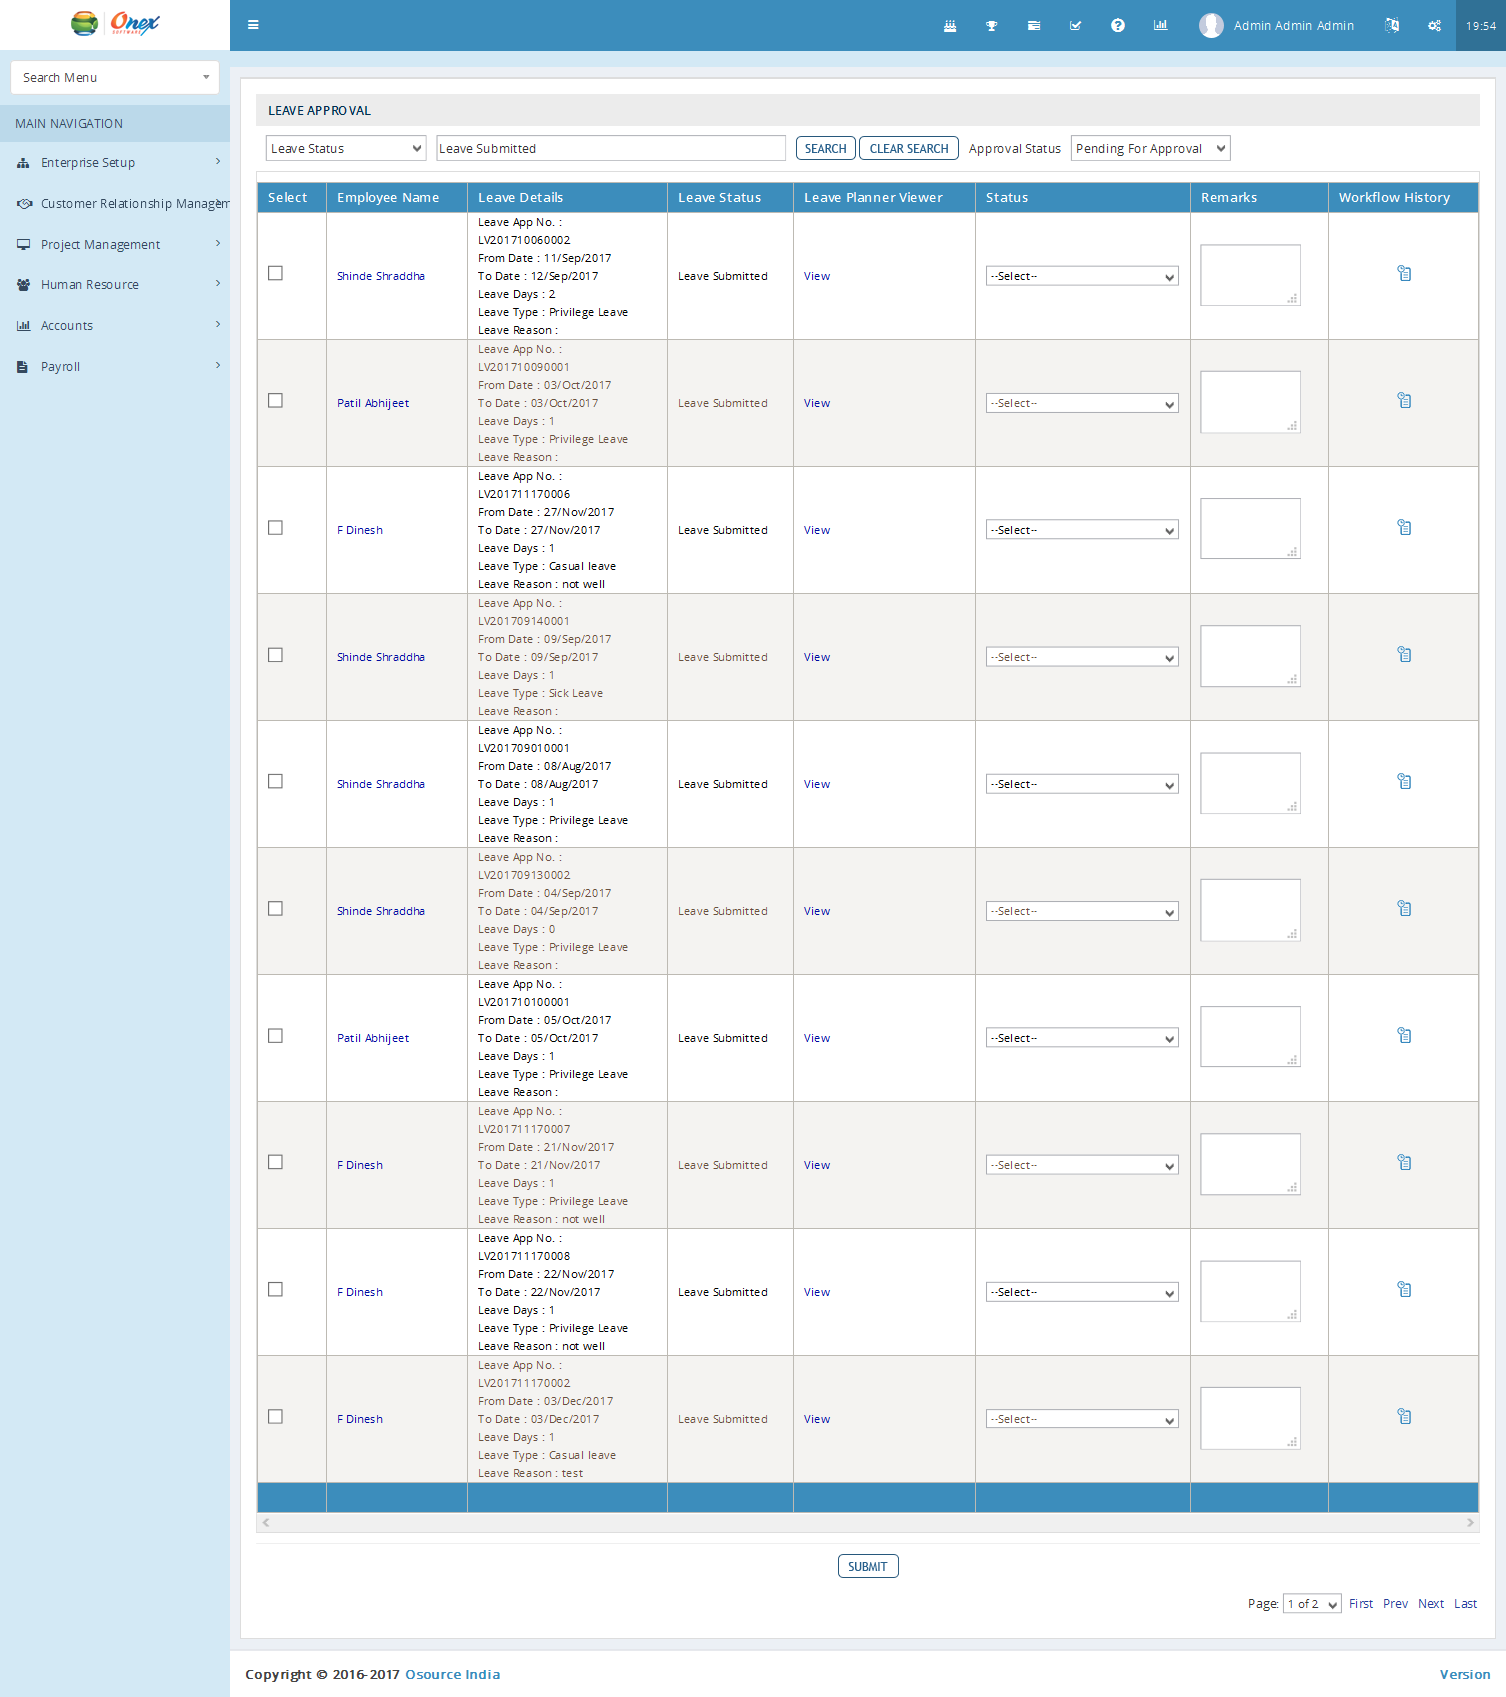 Onex
SOFTWARE
Admin Admin Admin
19:54
Search Menu
MAIN NAVIGATION
Enterprise Setup
Customer Relationship Managem
Project Management
Human Resource
Accounts
Payroll
LEAVE APPROVAL
Leave Status
Leave Submitted
SEARCH
CLEAR SEARCH
Approval Status
Pending For Approval
Select Employee Name Leave Details Leave Status Leave Planner Viewer Status Remarks Workflow History
Leave App No. :
LV201710060002
From Date : 11/Sep/2017
Shinde Shraddha To Date : 12/Sep/2017 Leave Submitted View --Select--
Leave Days : 2
Leave Type : Privilege Leave
Leave Reason :
Leave App No. :
LV201710090001
From Date : 03/Oct/2017
Patil Abhijeet To Date : 03/Oct/2017 Leave Submitted View --Select--
Leave Days : 1
Leave Type : Privilege Leave
Leave Reason :
Leave App No. :
LV201711170006
From Date : 27/Nov/2017
F Dinesh To Date : 27/Nov/2017 Leave Submitted View --Select--
Leave Days : 1
Leave Type : Casual leave
Leave Reason : not well
Leave App No. :
LV201709140001
From Date : 09/Sep/2017
Shinde Shraddha To Date : 09/Sep/2017 Leave Submitted View --Select--
Leave Days : 1
Leave Type : Sick Leave
Leave Reason :
Leave App No. :
LV201709010001
From Date : 08/Aug/2017
Shinde Shraddha To Date : 08/Aug/2017 Leave Submitted View --Select--
Leave Days : 1
Leave Type : Privilege Leave
Leave Reason :
Leave App No. :
LV201709130002
From Date : 04/Sep/2017
Shinde Shraddha To Date : 04/Sep/2017 Leave Submitted View --Select--
Leave Days : 0
Leave Type : Privilege Leave
Leave Reason :
Leave App No. :
LV201710100001
From Date : 05/Oct/2017
Patil Abhijeet To Date : 05/Oct/2017 Leave Submitted View --Select--
Leave Days : 1
Leave Type : Privilege Leave
Leave Reason :
Leave App No. :
LV201711170007
From Date : 21/Nov/2017
F Dinesh To Date : 21/Nov/2017 Leave Submitted View --Select--
Leave Days : 1
Leave Type : Privilege Leave
Leave Reason : not well
Leave App No. :
LV201711170008
From Date : 22/Nov/2017
F Dinesh To Date : 22/Nov/2017 Leave Submitted View --Select--
Leave Days : 1
Leave Type : Privilege Leave
Leave Reason : not well
Leave App No. :
LV201711170002
From Date : 03/Dec/2017
F Dinesh To Date : 03/Dec/2017 Leave Submitted View --Select--
Leave Days : 1
Leave Type : Casual leave
Leave Reason : test
SUBMIT
Page: 1 of 2 First Prev Next Last
Copyright © 2016-2017 Osource India
Version